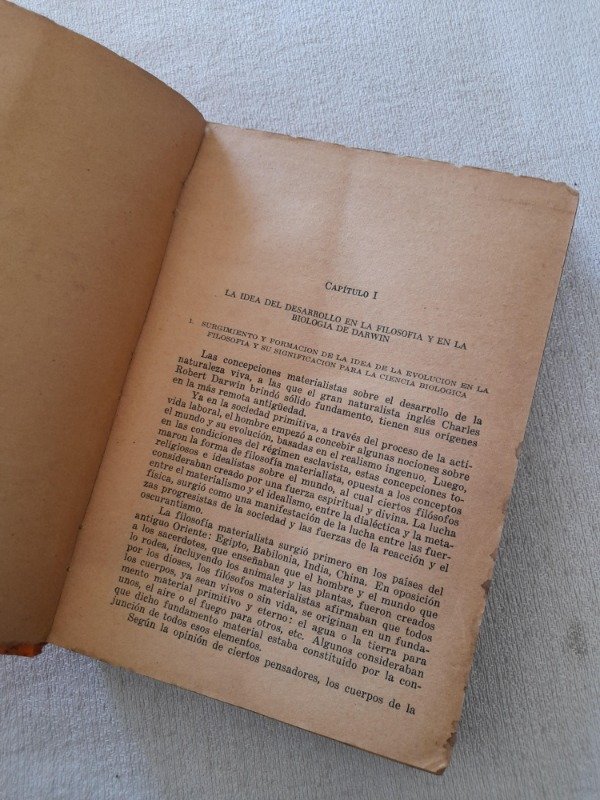 CAPÍTULO I
LA IDEA DEL DESARROLLO EN LA FILOSOFIA Y EN LA
BIOLOGIA DE DARWIN
1. SURGIMIENTO Y FORMACION DE LA IDEA DE LA EVOLUCION EN LA
FILOSOFIA Y SU SIGNIFICACION PARA LA CIENCIA BIOLOGICA
Las concepciones materialistas sobre el desarrollo de la
naturaleza viva, a las que el gran naturalista inglés Charles
Robert Darwin brindó sólido fundamento, tienen sus orígenes
en la más remota antigüedad.
Ya en la sociedad primitiva, a través del proceso de la acti-
vida laboral, el hombre empezó a concebir algunas nociones sobre
el mundo y su evolución, basadas en el realismo ingenuo. Luego,
en las condiciones del régimen esclavista, estas concepciones to-
maron la forma de filosofía materialista, opuesta a los conceptos
religiosos e idealistas sobre el mundo, al cual ciertos filósofos
consideraban creado por una fuerza espiritual y divina. La lucha
entre el materialismo y el idealismo, entre la dialéctica y la meta-
física, surgió como una manifestación de la lucha entre las fuer-
zas progresistas de la sociedad y las fuerzas de la reacción y el
oscurantismo.
La filosofía materialista surgió primero en los países del
antiguo Oriente: Egipto, Babilonia, India, China. En oposición
a los sacerdotes, que enseñaban que el hombre y el mundo que
lo rodea, incluyendo los animales y las plantas, fueron creados
por los dioses, los filósofos materialistas afirmaban que todos
los cuerpos, ya sean vivos o sin vida, se originan en un funda-
mento material primitivo y eterno: el agua o la tierra para
unos, el aire o el fuego para otros, etc. Algunos consideraban
que dicho fundamento material estaba constituido por la con-
junción de todos esos elementos.
Según la opinión de ciertos pensadores, los cuerpos de la